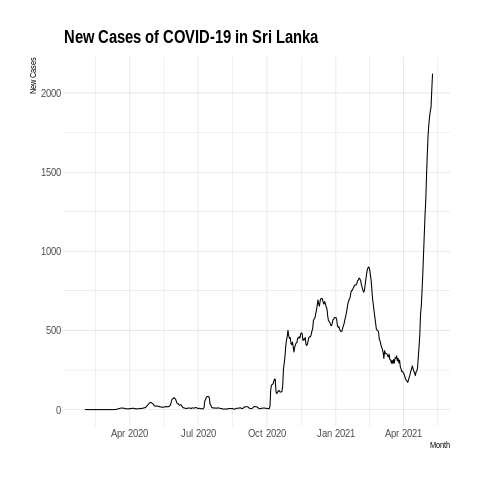 New Cases of COVID-19 in Sri Lanka
New Cases
2000
1500
1000
500
0
Apr 2020 Jul 2020 Oct 2020 Jan 2021 Apr 2021
Month